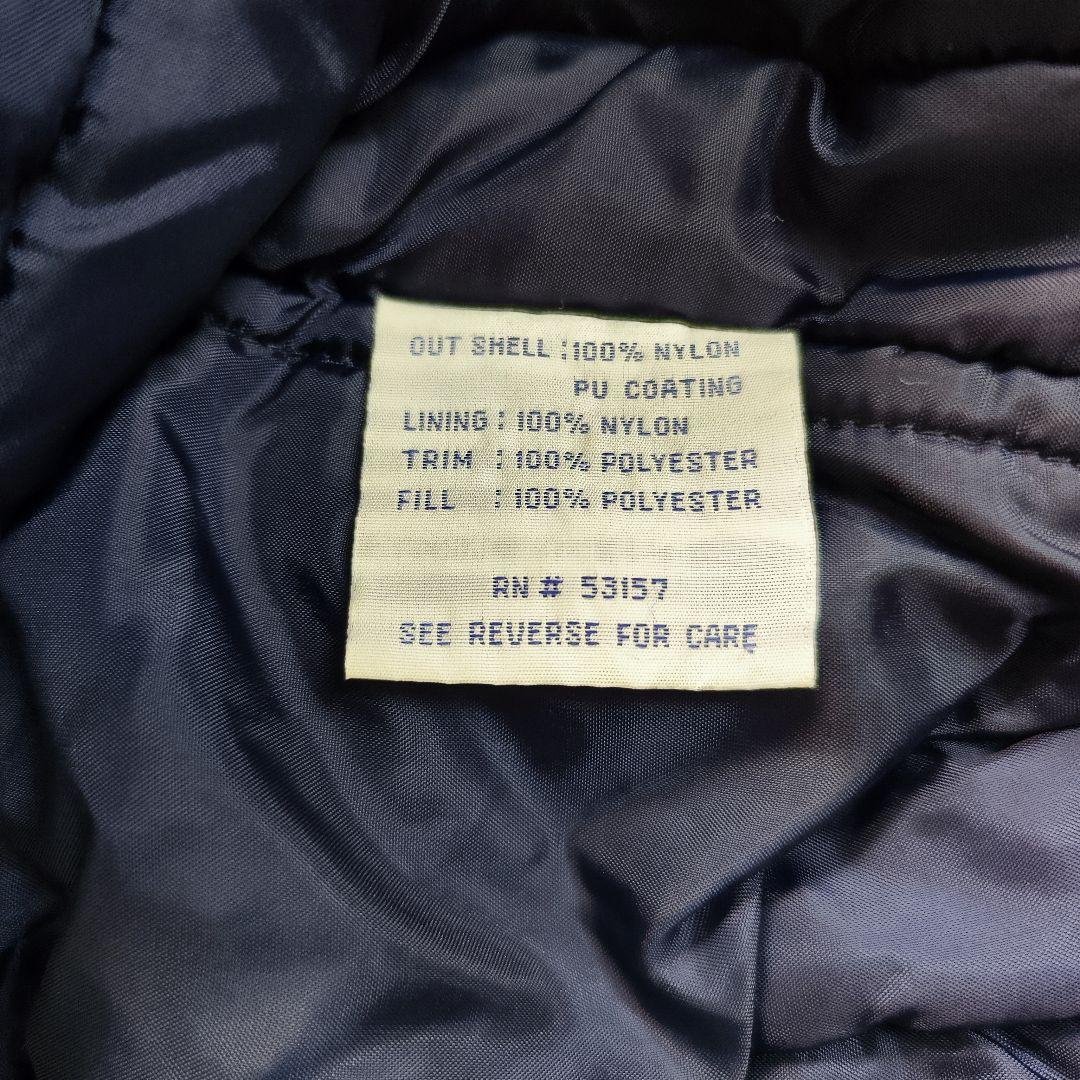 OUT SHELL : 100% NYLON
PU COATING
LINING : 100% NYLON
TRIM : 100% POLYESTER
FILL : 100% POLYESTER
RN # 53157
SEE REVERSE FOR CARE